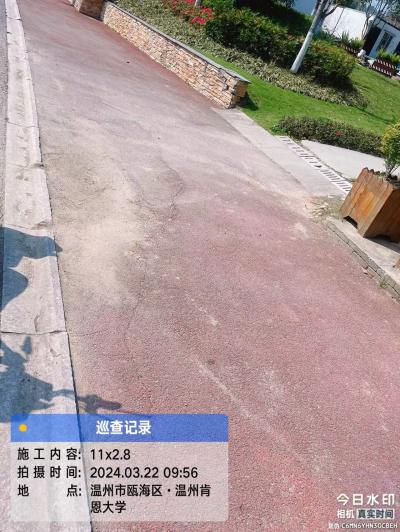 巡查记录
施工内容: 11x2.8
拍摄时间: 2024.03.22 09:56
地点: 温州市瓯海区·温州肯
恩大学
今日水印
相机 真实时间